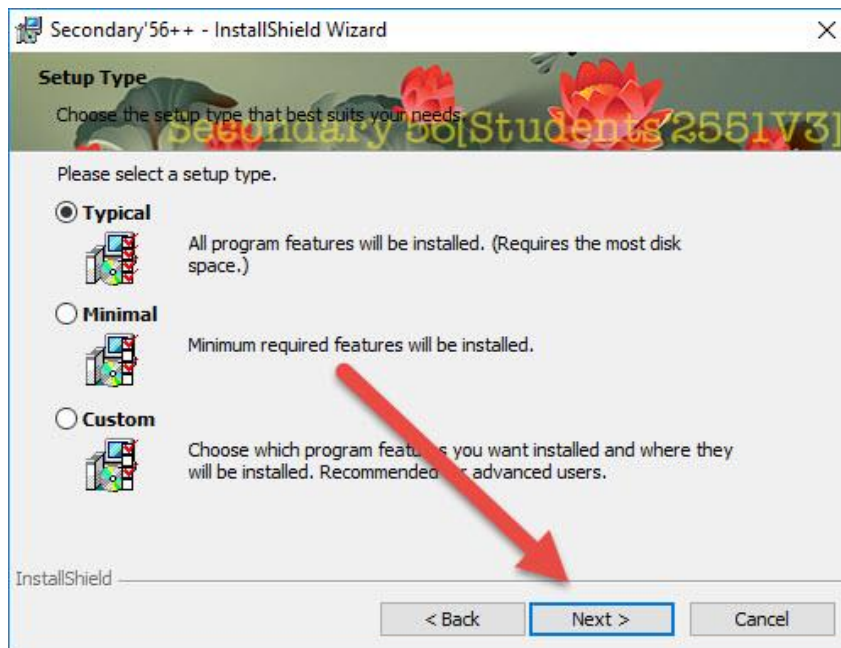 Secondary'56++ - InstallShield Wizard
Setup Type
Choose the setup type that best suits your needs.
Secondary'56[Students'2551V3]
Please select a setup type.
Typical
All program features will be installed. (Requires the most disk
space.)
Minimal
Minimum required features will be installed.
Custom
Choose which program features you want installed and where they
will be installed. Recommended for advanced users.
InstallShield
< Back
Next >
Cancel